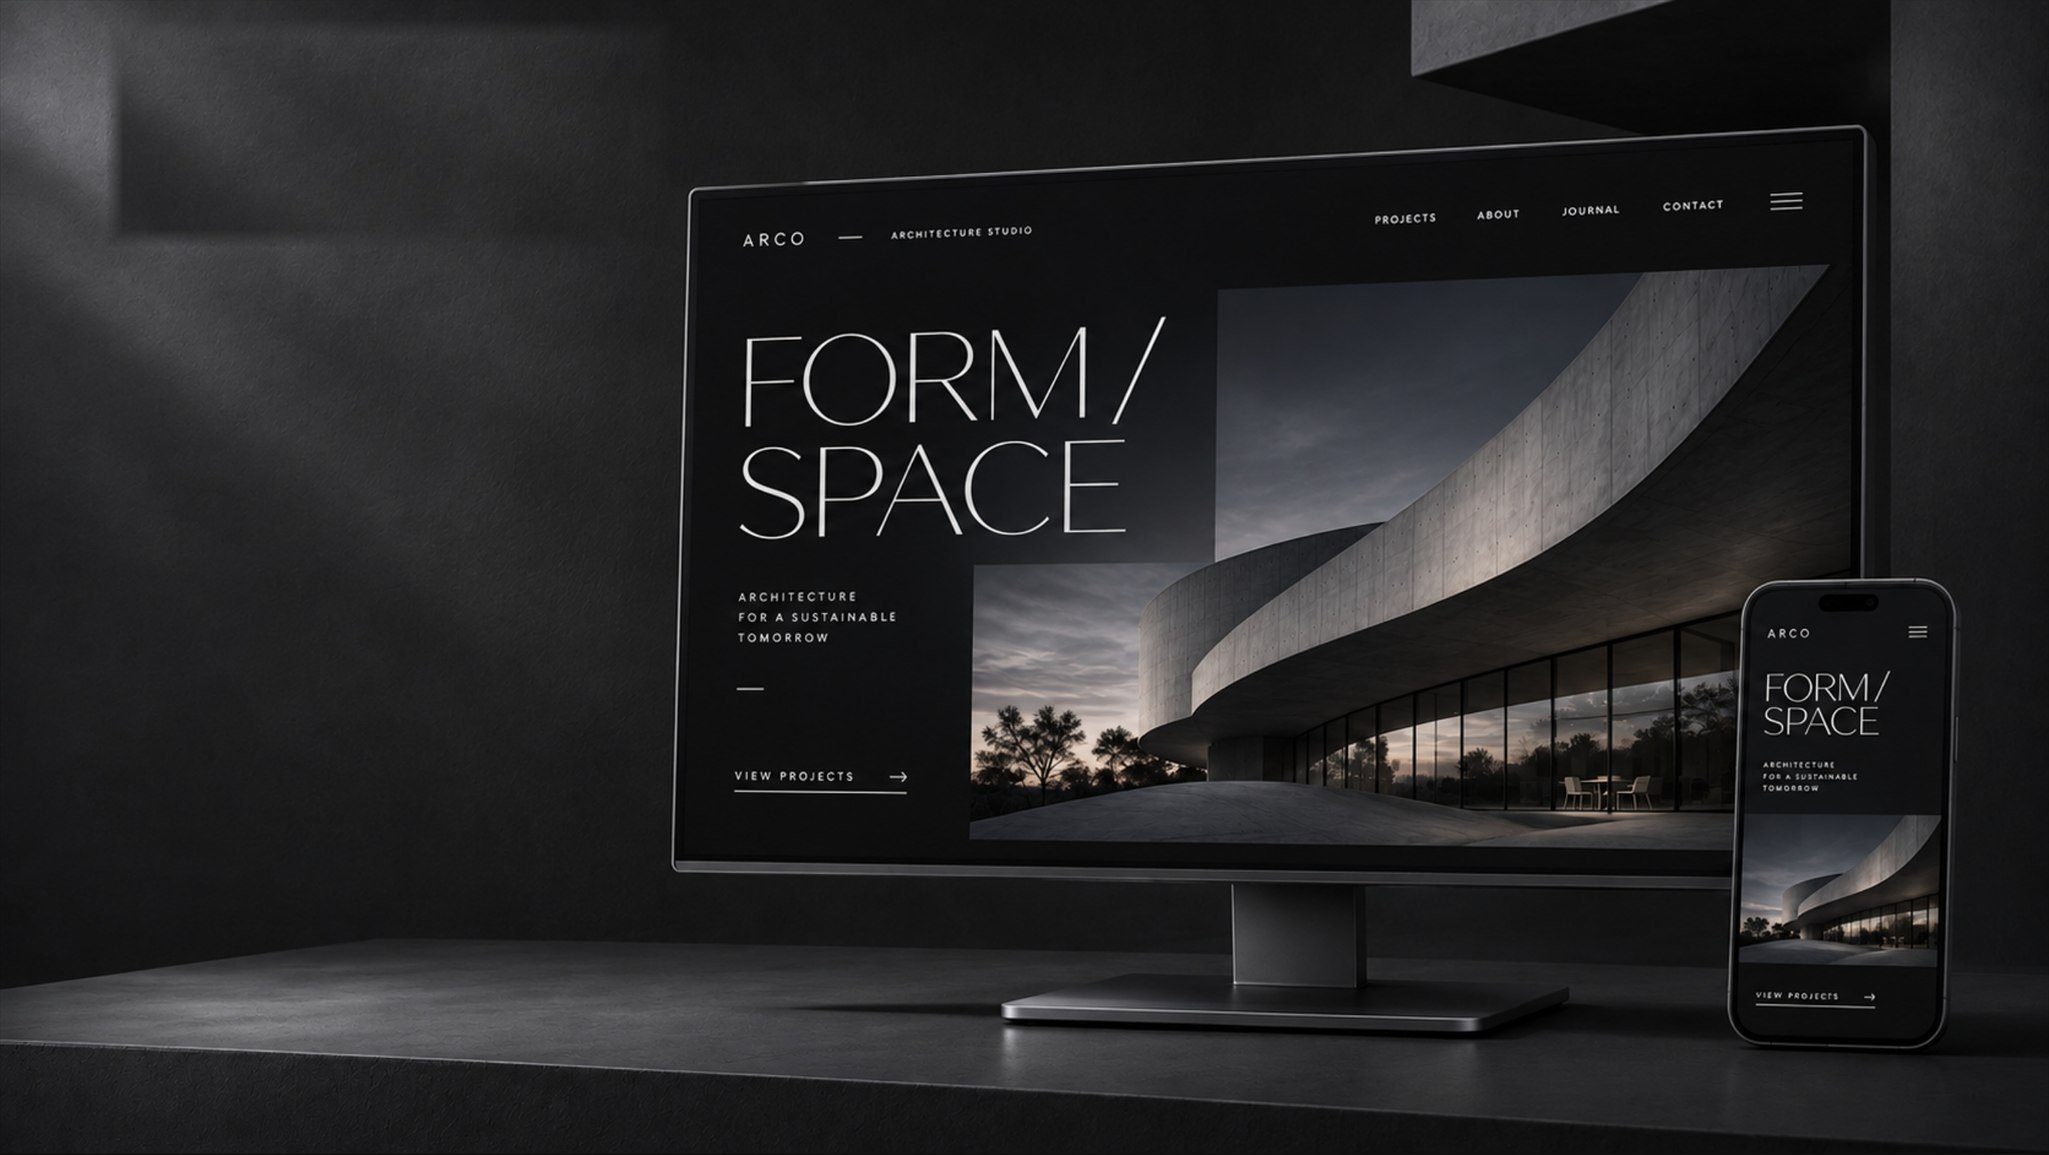 ARCO — ARCHITECTURE STUDIO
PROJECTS ABOUT JOURNAL CONTACT
FORM/
SPACE
ARCHITECTURE
FOR A SUSTAINABLE
TOMORROW
VIEW PROJECTS →
ARCO
FORM/
SPACE
ARCHITECTURE
FOR A SUSTAINABLE
TOMORROW
VIEW PROJECTS →